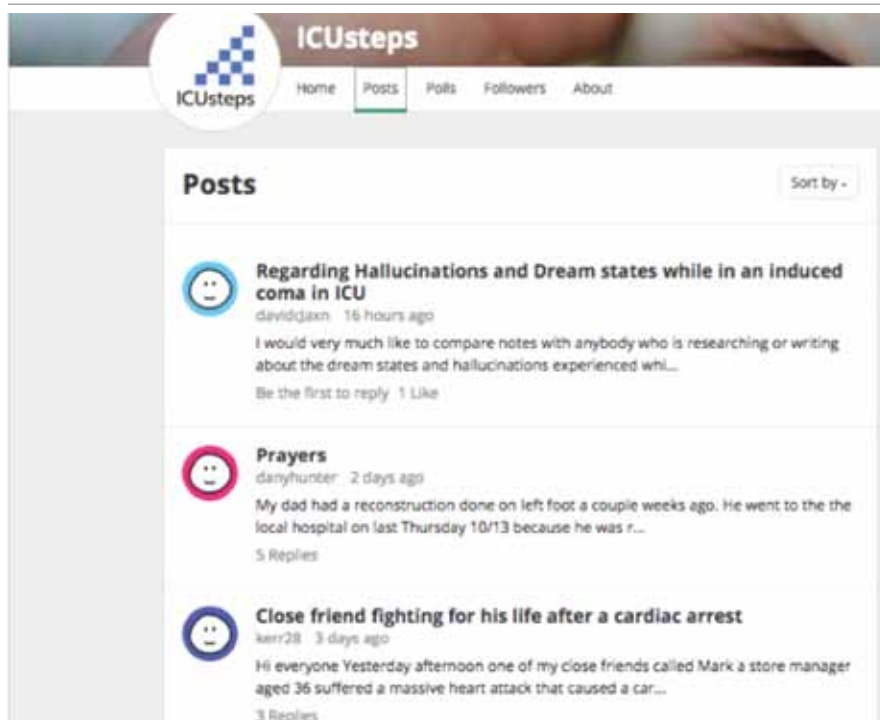 ICUsteps
ICUsteps
Home Posts Polls Followers About
Posts
Sort by
Regarding Hallucinations and Dream states while in an induced
coma in ICU
16 hours ago
I would very much like to compare notes with anybody who is researching or writing
about the dream states and hallucinations experienced whi...
Be the first to reply 1 Like
Prayers
danyhunter 2 days ago
My dad had a reconstruction done on left foot a couple weeks ago. He went to the the
local hospital on last Thursday 10/13 because he was r...
5 Replies
Close friend fighting for his life after a cardiac arrest
kerr28 3 days ago
Hi everyone Yesterday afternoon one of my close friends called Mark a store manager
aged 36 suffered a massive heart attack that caused a car...
3 Replies